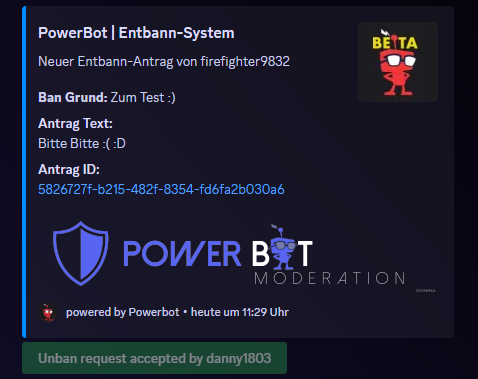 PowerBot | Entbann-System
BETA
Neuer Entbann-Antrag von firefighter9832
Ban Grund: Zum Test :)
Antrag Text:
Bitte Bitte :( :D
Antrag ID:
5826727f-b215-482f-8354-fd6fa2b030a6
POWER BOT
MODERATION
powered by Powerbot • heute um 11:29 Uhr
Unban request accepted by danny1803